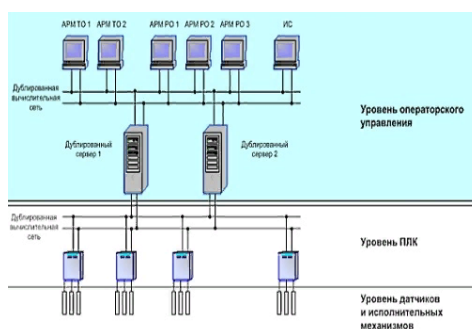 АРМ ТО 1 АРМ ТО 2 АРМ РО 1 АРМ РО 2 АРМ РО 3 ИС
Дублированная
вычислительная
сеть
Уровень операторского
управления
Дублированный
сервер 1
Дублированный
сервер 2
Дублированная
вычислительная
сеть
Уровень ПЛК
Уровень датчиков
и исполнительных
механизмов